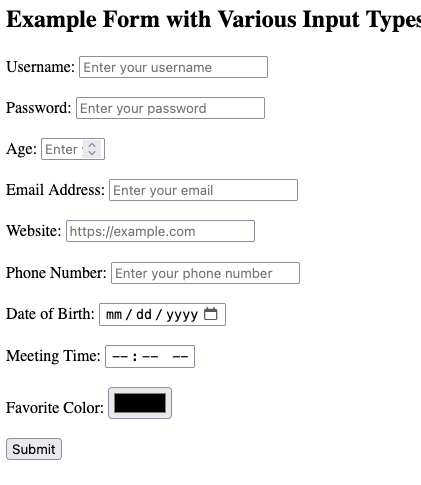 Example Form with Various Input Types
Username: Enter your username
Password: Enter your password
Age: Enter
Email Address: Enter your email
Website: https://example.com
Phone Number: Enter your phone number
Date of Birth: mm/dd/yyyy
Meeting Time: --:-- --
Favorite Color:
Submit